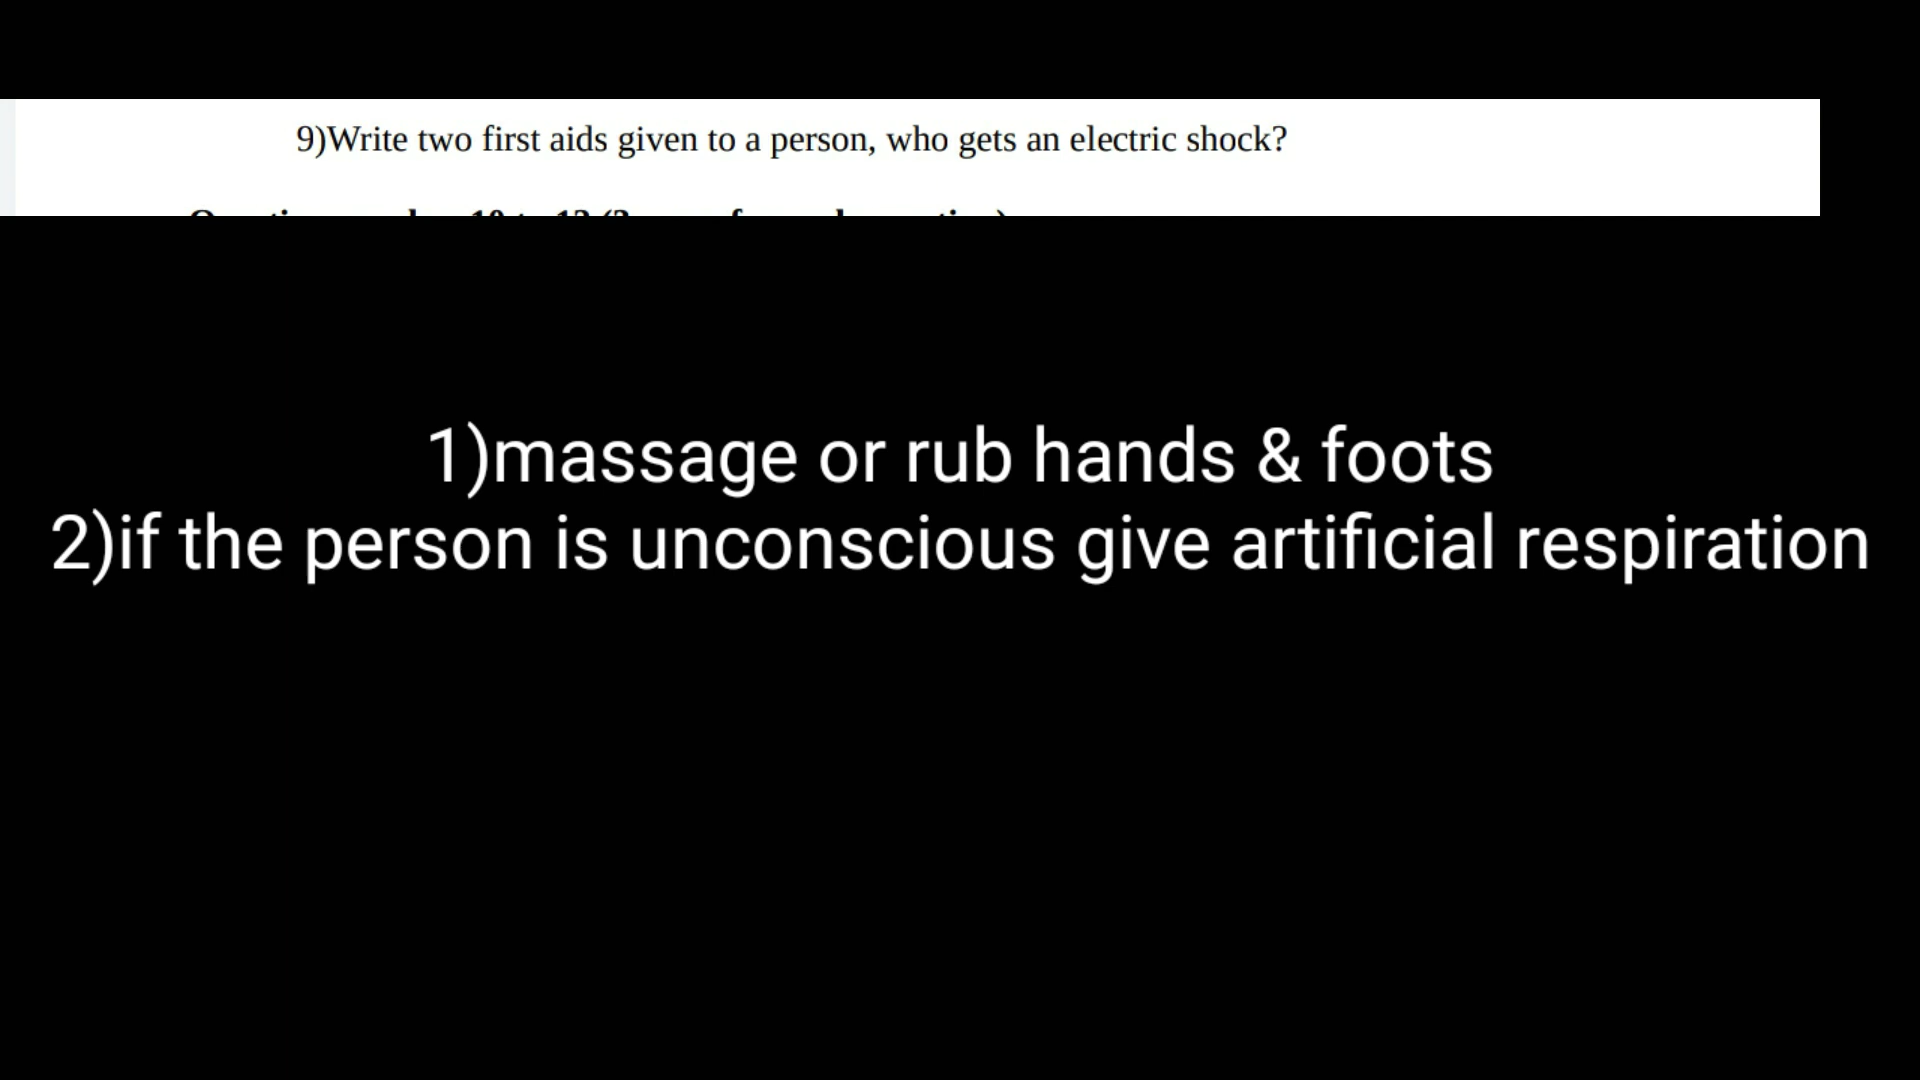 9)Write two first aids given to a person, who gets an electric shock?
1)massage or rub hands & foots
2)if the person is unconscious give artificial respiration